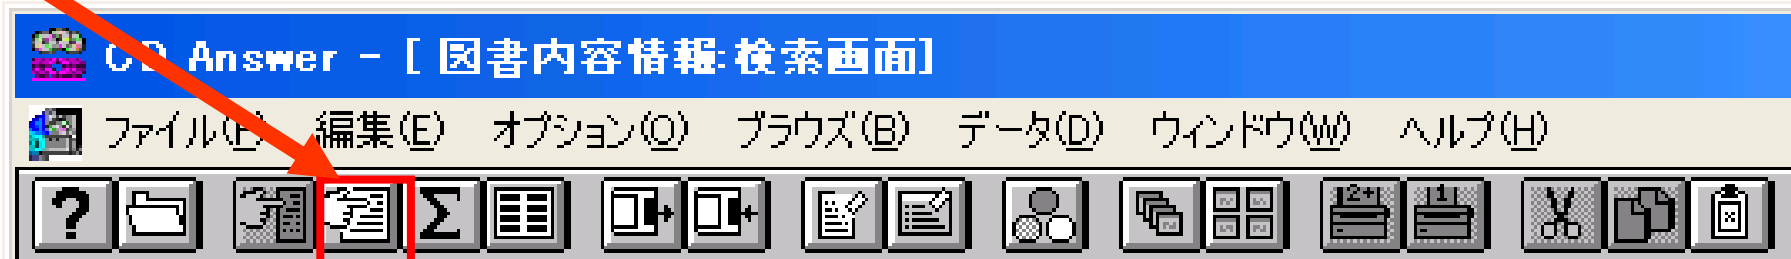 CD Answer - [ 図書内容情報:検索画面]
ファイル(F) 編集(E) オプション(O) ブラウズ(B) データ(D) ウィンドウ(W) ヘルプ(H)
? Σ 2+ 1